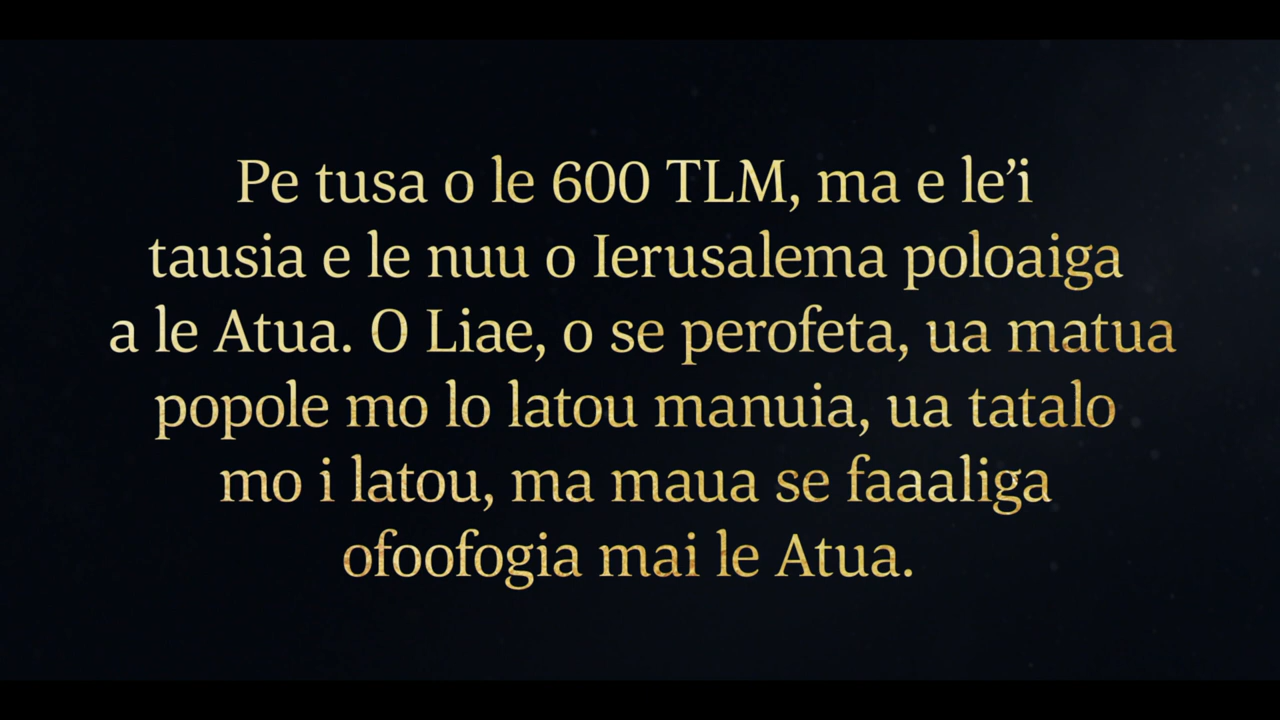 Pe tusa o le 600 TLM, ma e le’i
tausia e le nuu o Ierusalema poloaiga
a le Atua. O Liae, o se perofeta, ua matua
popole mo lo latou manuia, ua tatalo
mo i latou, ma maua se faaaliga
ofoofogia mai le Atua.